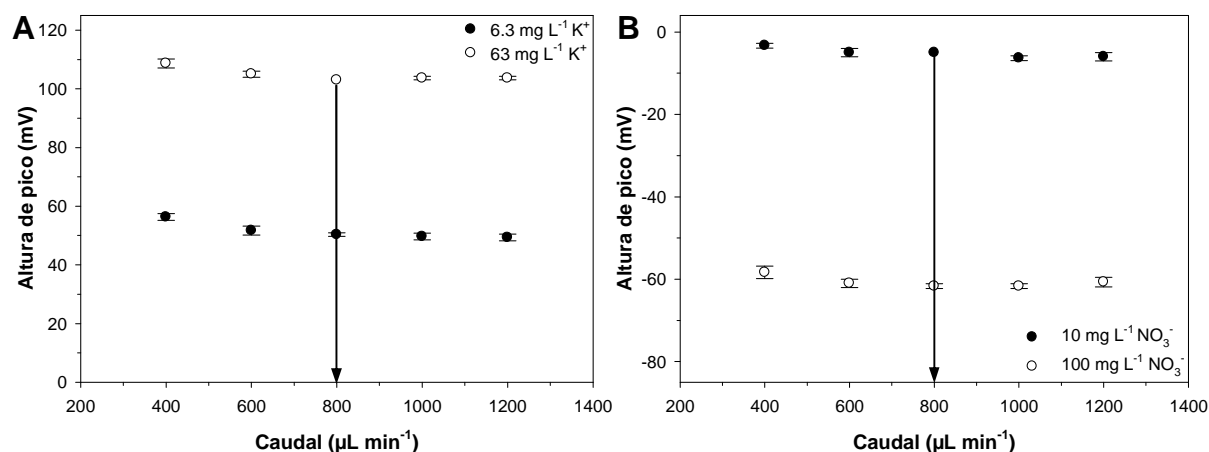 A
6.3 mg L⁻¹ K⁺
63 mg L⁻¹ K⁺
Altura de pico (mV)
120
100
80
60
40
20
0
200 400 600 800 1000 1200 1400
Caudal (µL min⁻¹)
B
Altura de pico (mV)
0
-20
-40
-60
-80
10 mg L⁻¹ NO₃⁻
100 mg L⁻¹ NO₃⁻
200 400 600 800 1000 1200 1400
Caudal (µL min⁻¹)